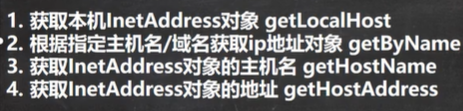 1. 获取本机InetAddress对象 getLocalHost
2. 根据指定主机名/域名获取ip地址对象 getByName
3. 获取InetAddress对象的主机名 getHostName
4. 获取InetAddress对象的地址 getHostAddress